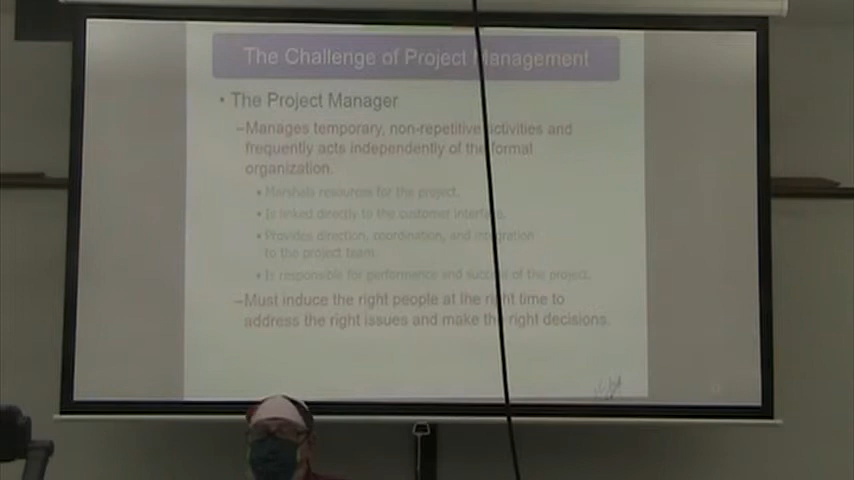 The Challenge of Project Management
• The Project Manager
–Manages temporary, non-repetitive activities and
frequently acts independently of the formal
organization.
• Marshals resources for the project.
• Is linked directly to the customer interface.
• Provides direction, coordination, and integration
to the project team.
• Is responsible for performance and success of the project.
–Must induce the right people at the right time to
address the right issues and make the right decisions.